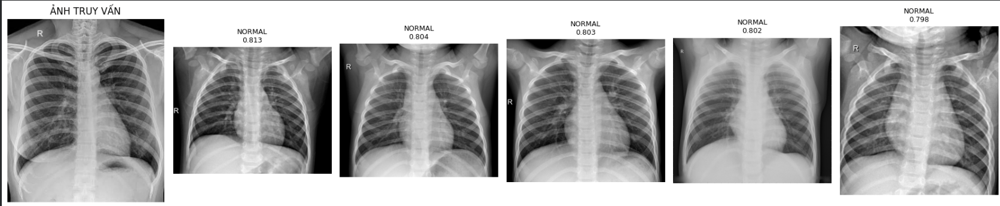 ẢNH TRUY VẤN
R
NORMAL
0.813
R
NORMAL
0.804
R
NORMAL
0.803
R
NORMAL
0.802
R
NORMAL
0.798
R